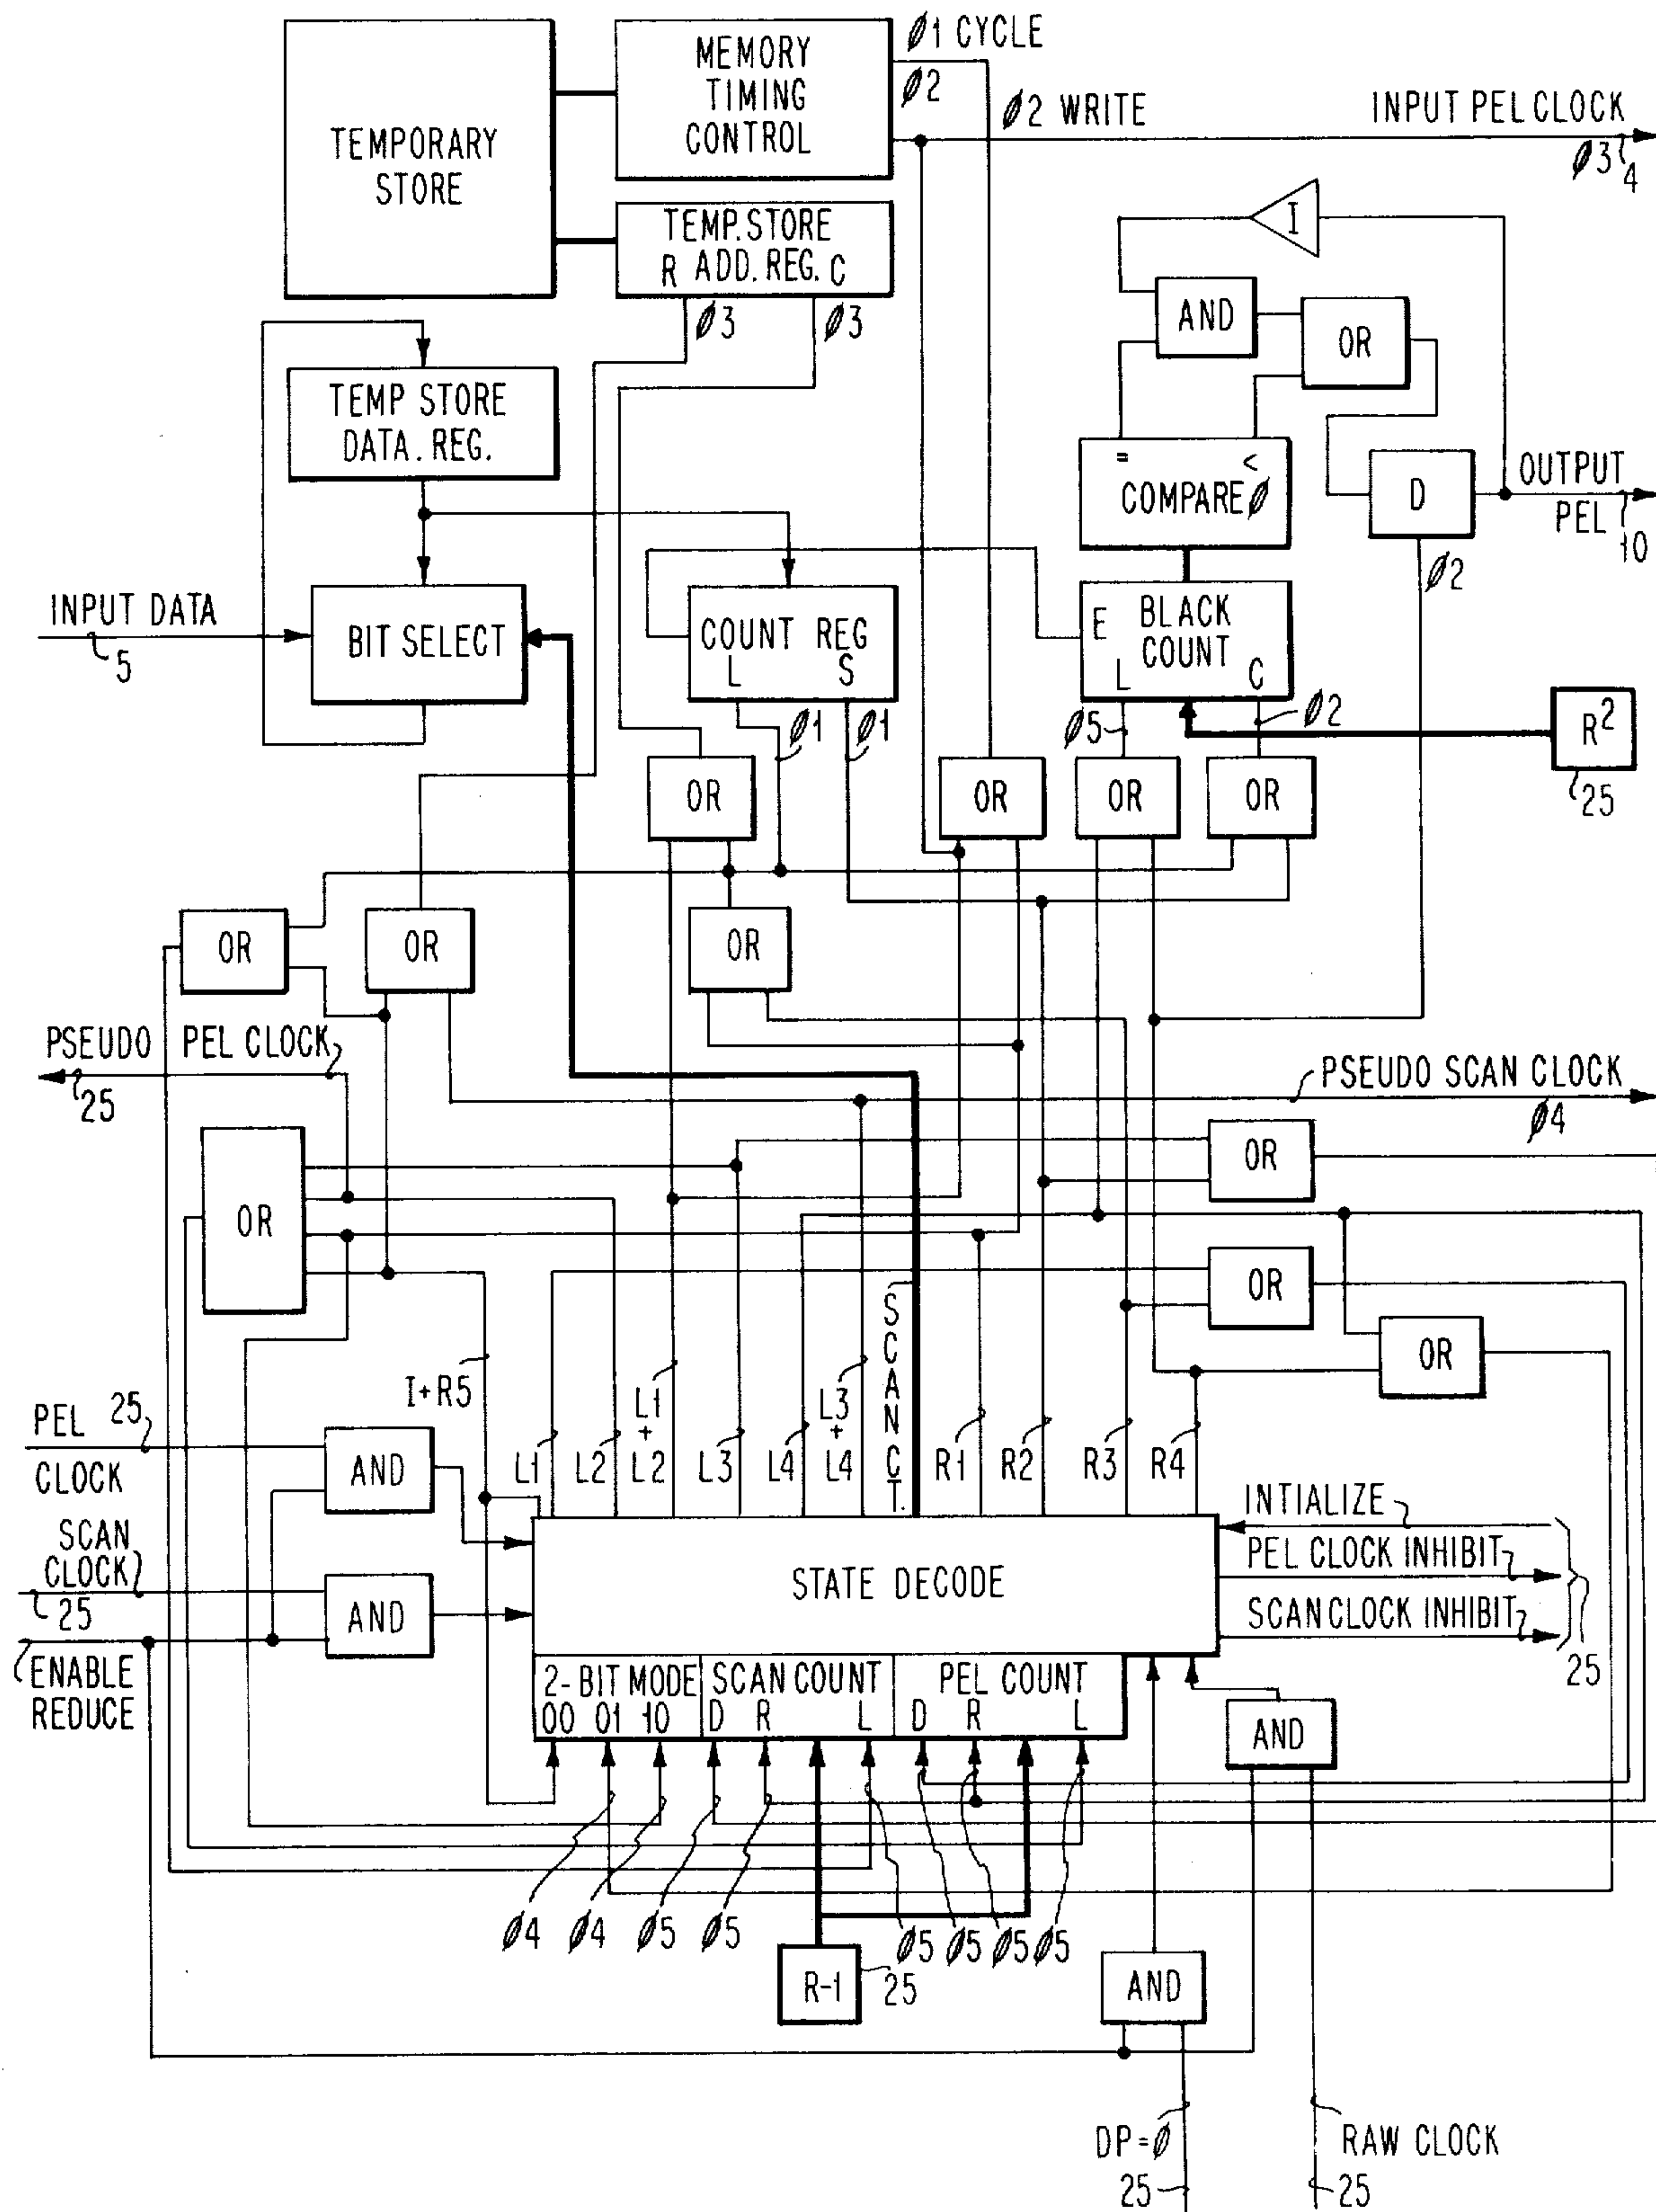 TEMPORARY
STORE
MEMORY
TIMING
CONTROL
Ø1 CYCLE
Ø2
Ø2 WRITE
INPUT PEL CLOCK
Ø3
4
TEMP. STORE
R ADD. REG. C
Ø3
Ø3
I
AND
OR
TEMP STORE
DATA. REG.
= <
COMPARE Ø
D
OUTPUT
PEL
10
Ø2
INPUT DATA
5
BIT SELECT
COUNT REG
L S
E BLACK
COUNT
L C
Ø1
Ø1
Ø5
Ø2
R2
25
OR
OR
OR
OR
OR
OR
OR
PSEUDO PEL CLOCK
25
PSEUDO SCAN CLOCK
Ø4
OR
OR
OR
OR
SCAN CT.
I+R5
L1
L2
L1
+
L2
L3
L4
L3
+
L4
R1
R2
R3
R4
PEL 25
CLOCK
AND
SCAN
CLOCK
25
AND
ENABLE
REDUCE
STATE DECODE
INTIALIZE
PEL CLOCK INHIBIT
SCAN CLOCK INHIBIT
25
2-BIT MODE
00 01 10
SCAN COUNT
D R L
PEL COUNT
D R L
AND
Ø4 Ø4 Ø5 Ø5 Ø5 Ø5 Ø5 Ø5
R-1
25
AND
DP=Ø
25
RAW CLOCK
25